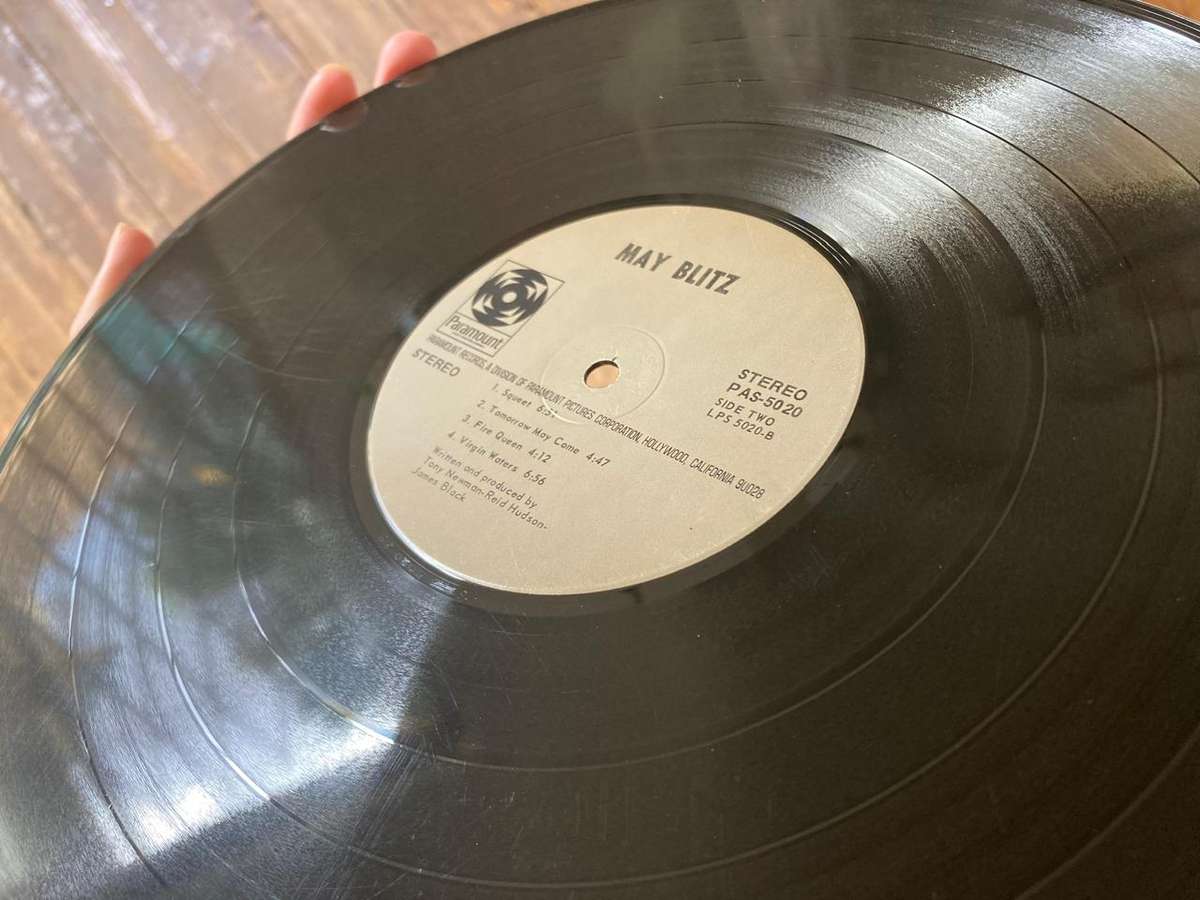 MAY BLITZ
Paramount
PARAMOUNT RECORDS, A DIVISION OF PARAMOUNT PICTURES CORPORATION, HOLLYWOOD, CALIFORNIA 90028
STEREO
STEREO
PAS-5020
SIDE TWO
LPS 5020-B
1. Squeet 6:51
2. Tomorrow May Come 4:47
3. Fire Queen 4:12
4. Virgin Waters 6:56
Written and produced by
Tony Newman-Reid Hudson-
James Black